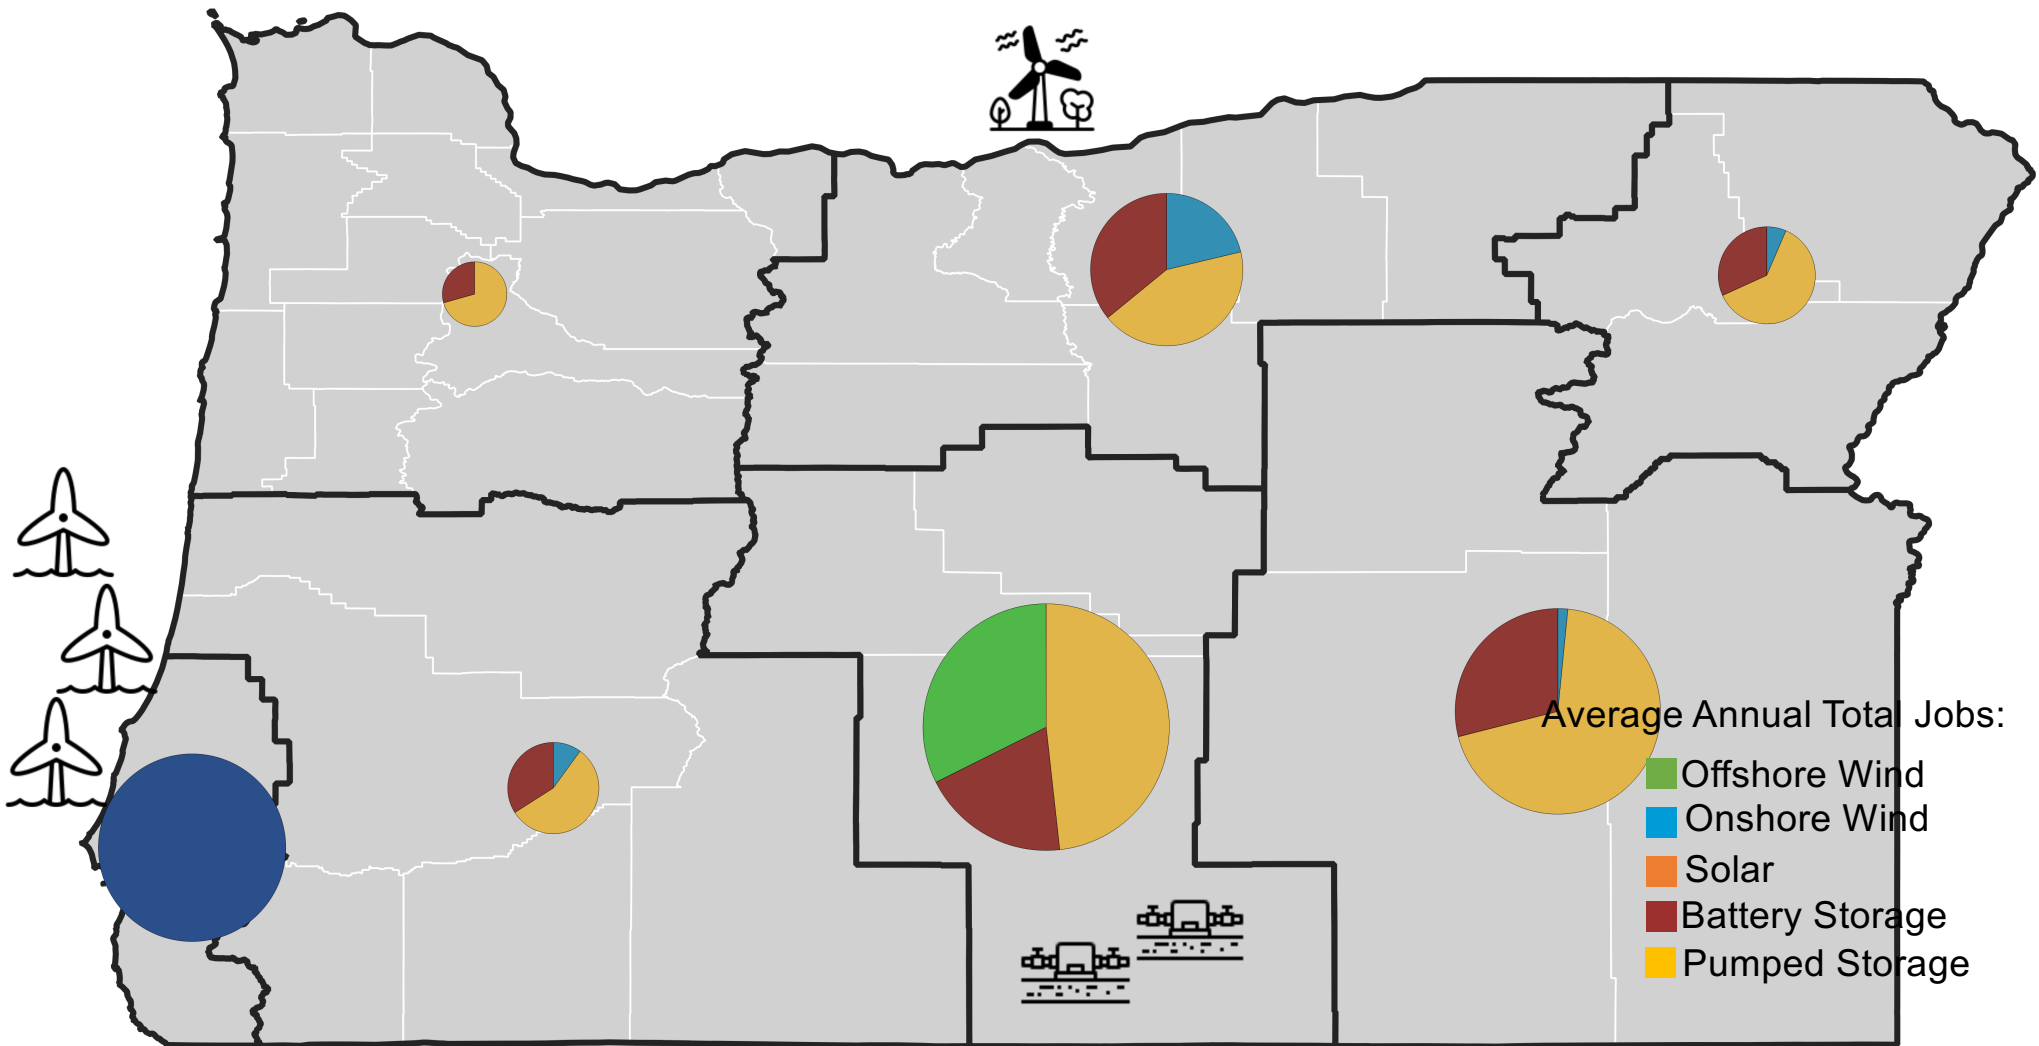 Average Annual Total Jobs:
Offshore Wind
Onshore Wind
Solar
Battery Storage
Pumped Storage